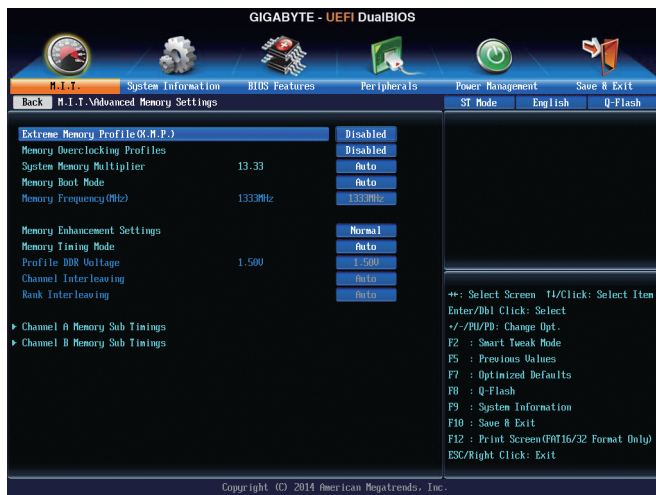 GIGABYTE - UEFI DualBIOS
M.I.T. System Information BIOS Features Peripherals Power Management Save & Exit
Back M.I.T.\Advanced Memory Settings ST Mode English Q-Flash
Extreme Memory Profile(X.M.P.) Disabled
Memory Overclocking Profiles Disabled
System Memory Multiplier 13.33 Auto
Memory Boot Mode Auto
Memory Frequency(MHz) 1333MHz 1333MHz
Memory Enhancement Settings Normal
Memory Timing Mode Auto
Profile DDR Voltage 1.50V 1.50V
Channel Interleaving Auto
Rank Interleaving Auto
Channel A Memory Sub Timings
Channel B Memory Sub Timings
→←: Select Screen ↑↓/Click: Select Item
Enter/Dbl Click: Select
+/-/PU/PD: Change Opt.
F2 : Smart Tweak Mode
F5 : Previous Values
F7 : Optimized Defaults
F8 : Q-Flash
F9 : System Information
F10 : Save & Exit
F12 : Print Screen(FAT16/32 Format Only)
ESC/Right Click: Exit
Copyright (C) 2014 American Megatrends, Inc.